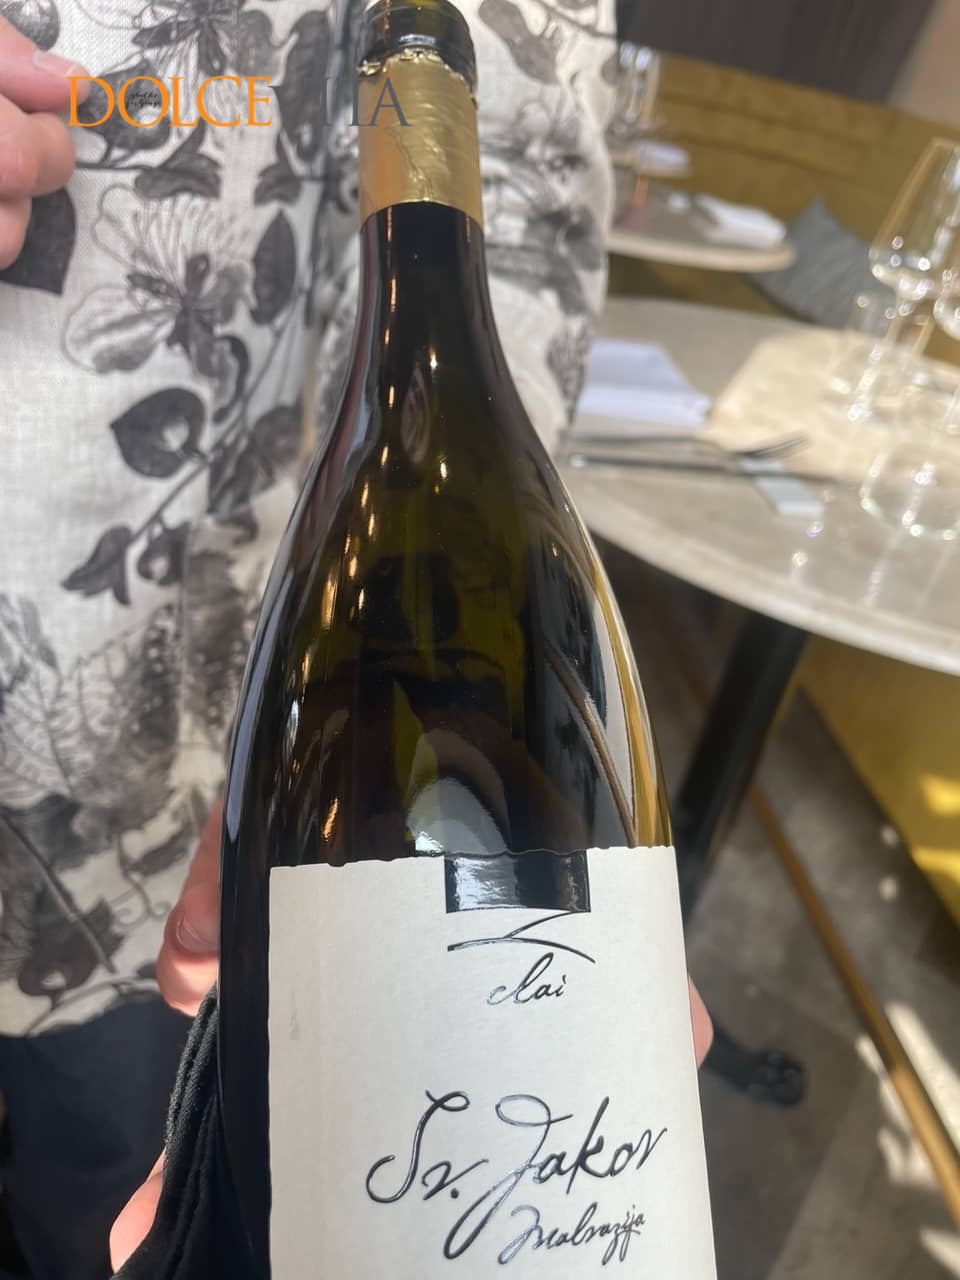 DOLCE VITA
Clai
Sv. Jakov
Malvazija